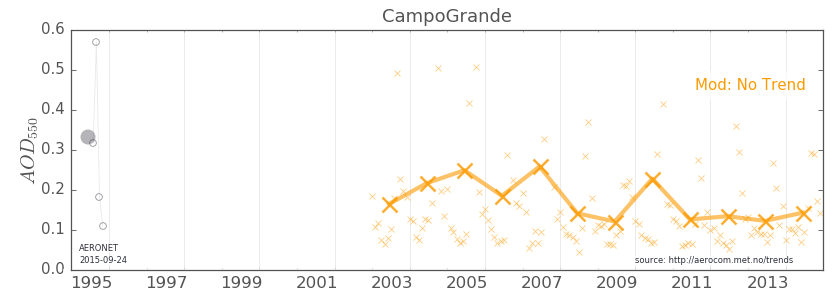 CampoGrande
0.6
0.5
0.4
0.3
0.2
0.1
0.0
AOD550
Mod: No Trend
AERONET
2015-09-24
source: http://aerocom.met.no/trends
1995 1997 1999 2001 2003 2005 2007 2009 2011 2013